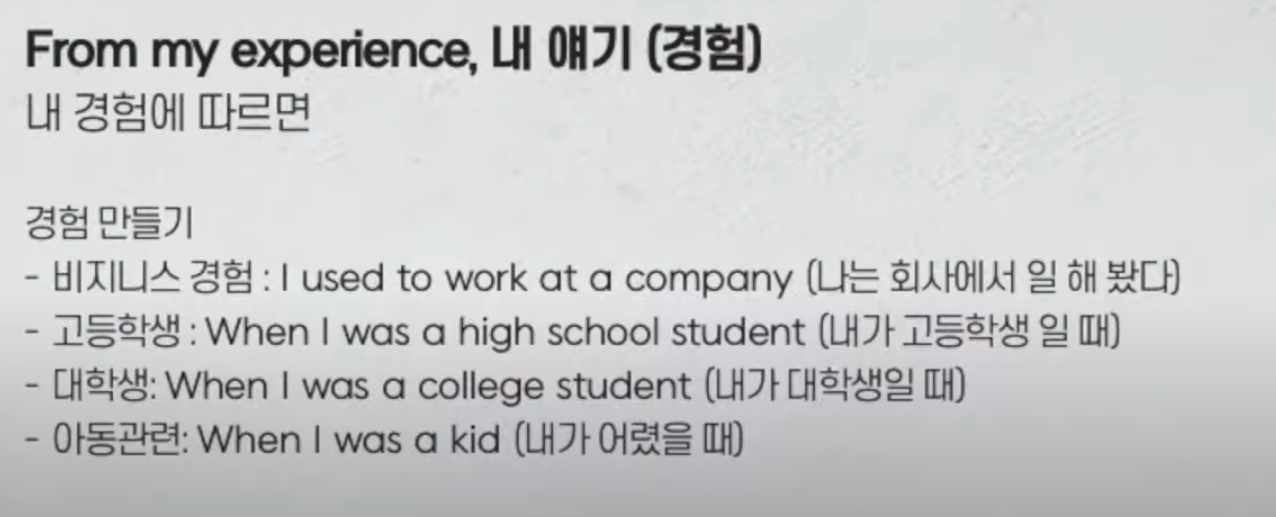 From my experience, 내 얘기 (경험)
내 경험에 따르면
경험 만들기
- 비지니스 경험 : I used to work at a company (나는 회사에서 일 해 봤다)
- 고등학생 : When I was a high school student (내가 고등학생 일 때)
- 대학생: When I was a college student (내가 대학생일 때)
- 아동관련: When I was a kid (내가 어렸을 때)